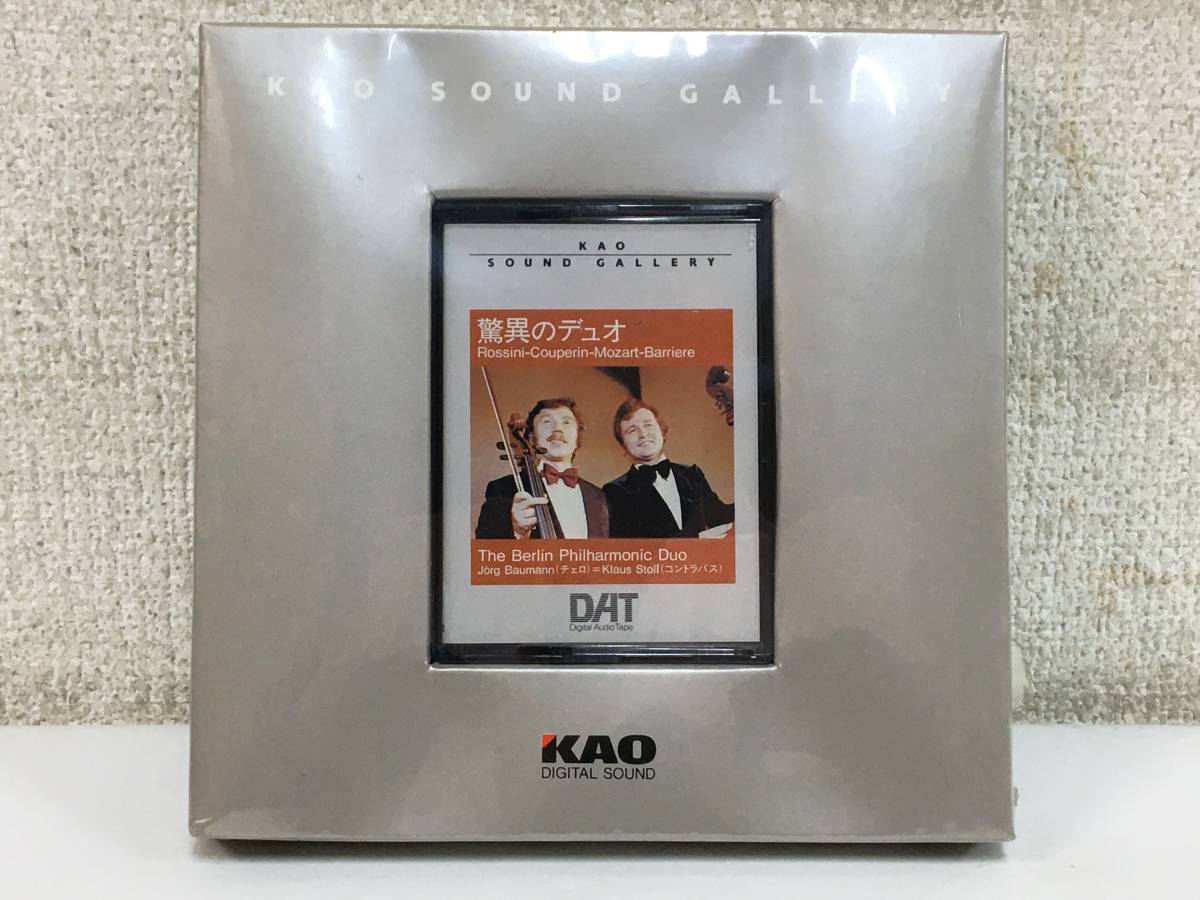 KAO SOUND GALLERY
KAO
SOUND GALLERY
驚異のデュオ
Rossini-Couperin-Mozart-Barriere
The Berlin Philharmonic Duo
Jörg Baumann(チェロ)=Klaus Stoll(コントラバス)
DAT
Digital Audio Tape
KAO
DIGITAL SOUND